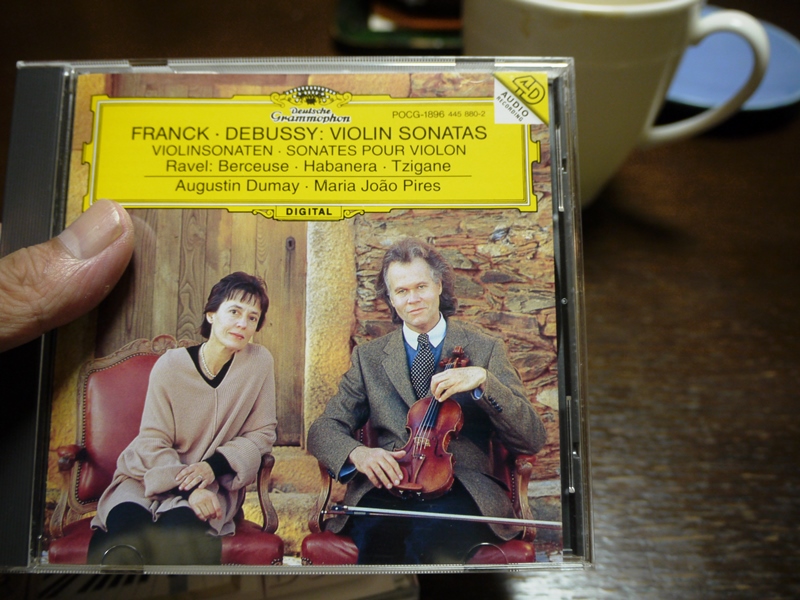 Deutsche
Grammophon
POCG-1896 445 880-2
FRANCK · DEBUSSY: VIOLIN SONATAS
VIOLINSONATEN · SONATES POUR VIOLON
Ravel: Berceuse · Habanera · Tzigane
Augustin Dumay · Maria João Pires
DIGITAL
4D
AUDIO
RECORDING